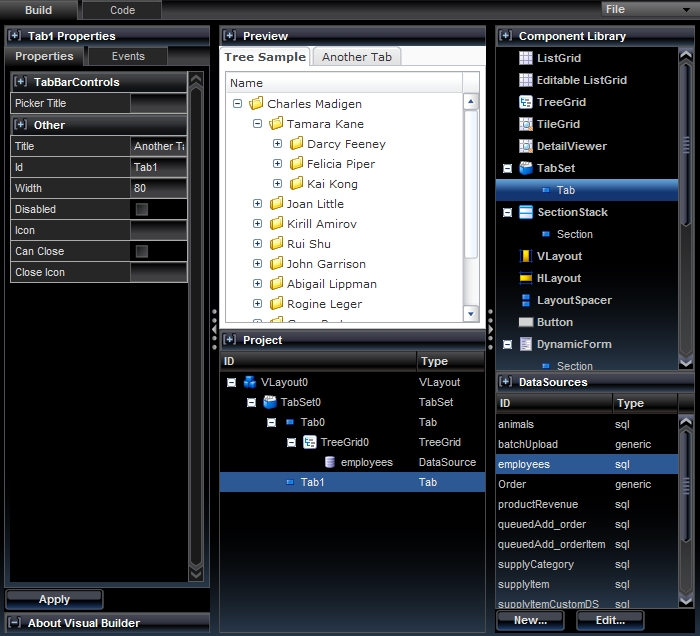 Build
Code
File
Tab1 Properties
Properties
Events
TabBarControls
Picker Title
Other
Title
Another Ta
Id
Tab1
Width
80
Disabled
Icon
Can Close
Close Icon
Apply
About Visual Builder
Preview
Tree Sample
Another Tab
Name
Charles Madigen
Tamara Kane
Darcy Feeney
Felicia Piper
Kai Kong
Joan Little
Kirill Amirov
Rui Shu
John Garrison
Abigail Lippman
Rogine Leger
Project
ID Type
VLayout0 VLayout
TabSet0 TabSet
Tab0 Tab
TreeGrid0 TreeGrid
employees DataSource
Tab1 Tab
Component Library
ListGrid
Editable ListGrid
TreeGrid
TileGrid
DetailViewer
TabSet
Tab
SectionStack
Section
VLayout
HLayout
LayoutSpacer
Button
DynamicForm
Section
DataSources
ID Type
animals sql
batchUpload generic
employees sql
Order generic
productRevenue sql
queuedAdd_order sql
queuedAdd_orderItem sql
supplyCategory sql
supplyItem sql
supplyItemCustomDS sql
New...
Edit...